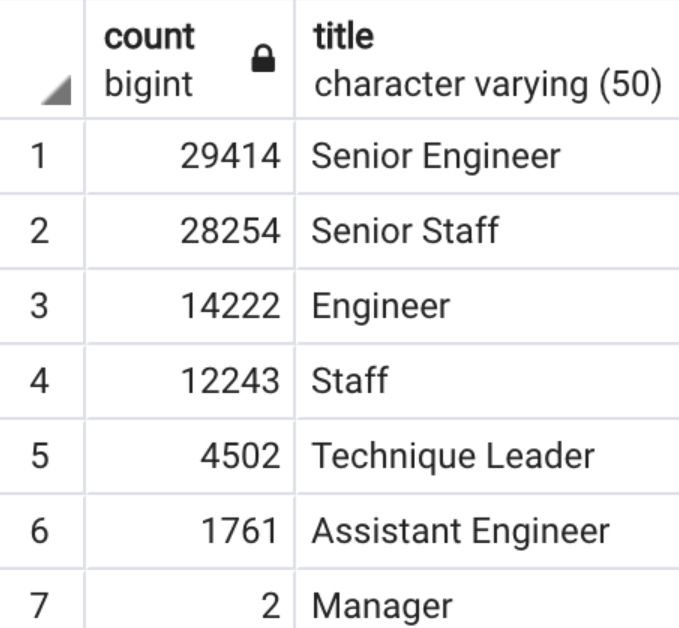 count title
bigint character varying (50)
1 29414 Senior Engineer
2 28254 Senior Staff
3 14222 Engineer
4 12243 Staff
5 4502 Technique Leader
6 1761 Assistant Engineer
7 2 Manager